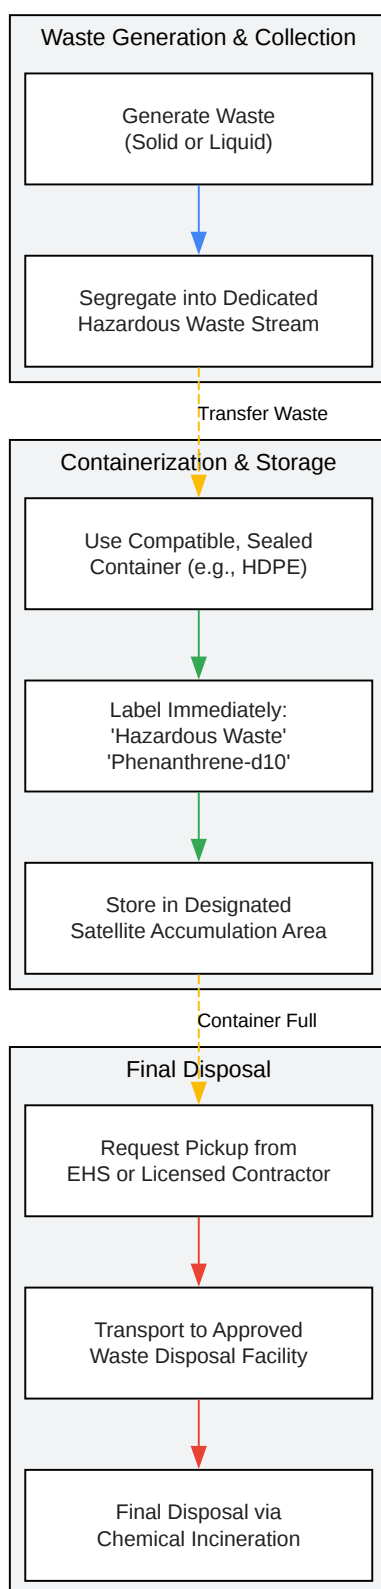 Waste Generation & Collection
Generate Waste
(Solid or Liquid)
Segregate into Dedicated
Hazardous Waste Stream
Transfer Waste
Containerization & Storage
Use Compatible, Sealed
Container (e.g., HDPE)
Label Immediately:
'Hazardous Waste'
'Phenanthrene-d10'
Store in Designated
Satellite Accumulation Area
Container Full
Final Disposal
Request Pickup from
EHS or Licensed Contractor
Transport to Approved
Waste Disposal Facility
Final Disposal via
Chemical Incineration